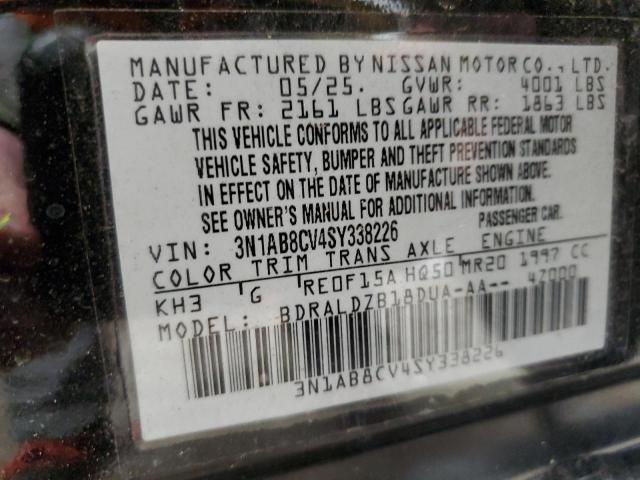 MANUFACTURED BY NISSAN MOTOR CO., LTD.
DATE: 05/25. GVWR: 4001 LBS
GAWR FR: 2161 LBS GAWR RR: 1863 LBS
THIS VEHICLE CONFORMS TO ALL APPLICABLE FEDERAL MOTOR
VEHICLE SAFETY, BUMPER AND THEFT PREVENTION STANDARDS
IN EFFECT ON THE DATE OF MANUFACTURE SHOWN ABOVE.
SEE OWNER'S MANUAL FOR ADDITIONAL INFORMATION.
VIN: 3N1AB8CV4SY338226 PASSENGER CAR.
COLOR TRIM TRANS AXLE ENGINE
KH3 G RE0F15A HQ50 MR20 1997 CC
MODEL: BDRALDZB18DUA-AA-- 47000
3N1AB8CV4SY338226